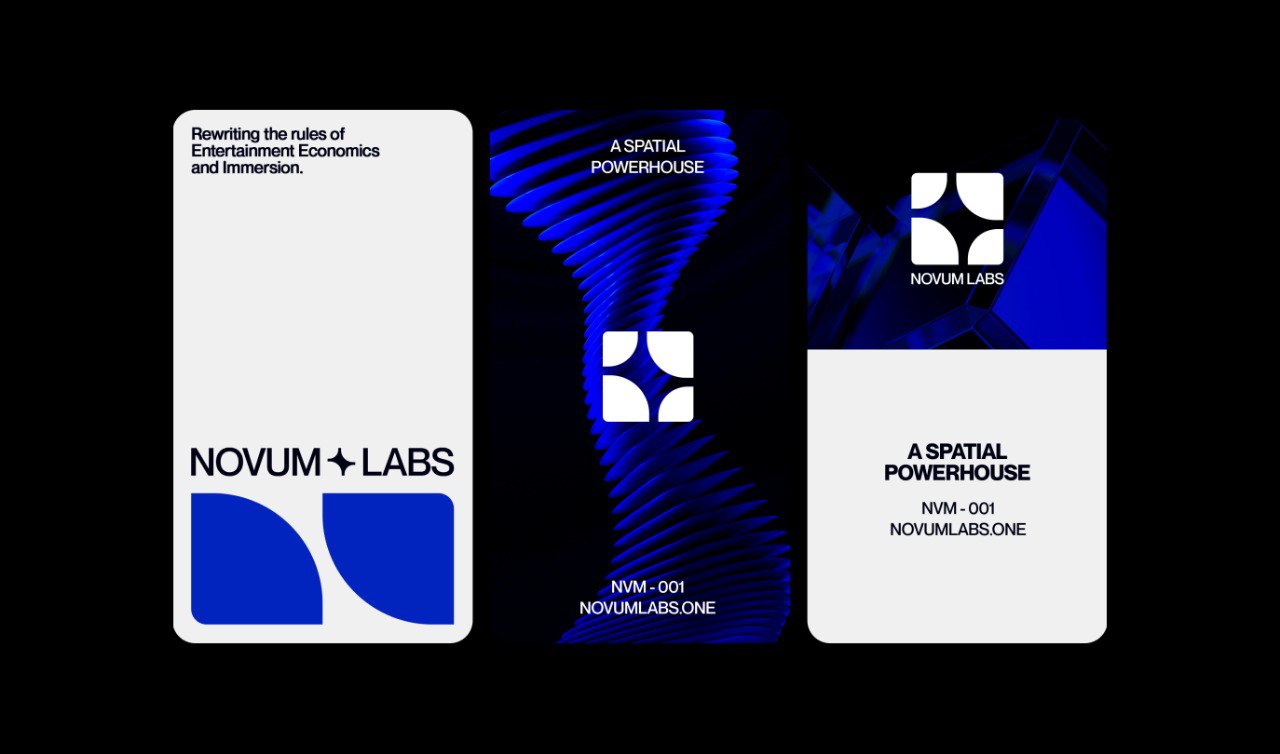 Rewriting the rules of
Entertainment Economics
and Immersion.
NOVUM LABS
A SPATIAL
POWERHOUSE
NVM - 001
NOVUMLABS.ONE
NOVUM LABS
A SPATIAL
POWERHOUSE
NVM - 001
NOVUMLABS.ONE